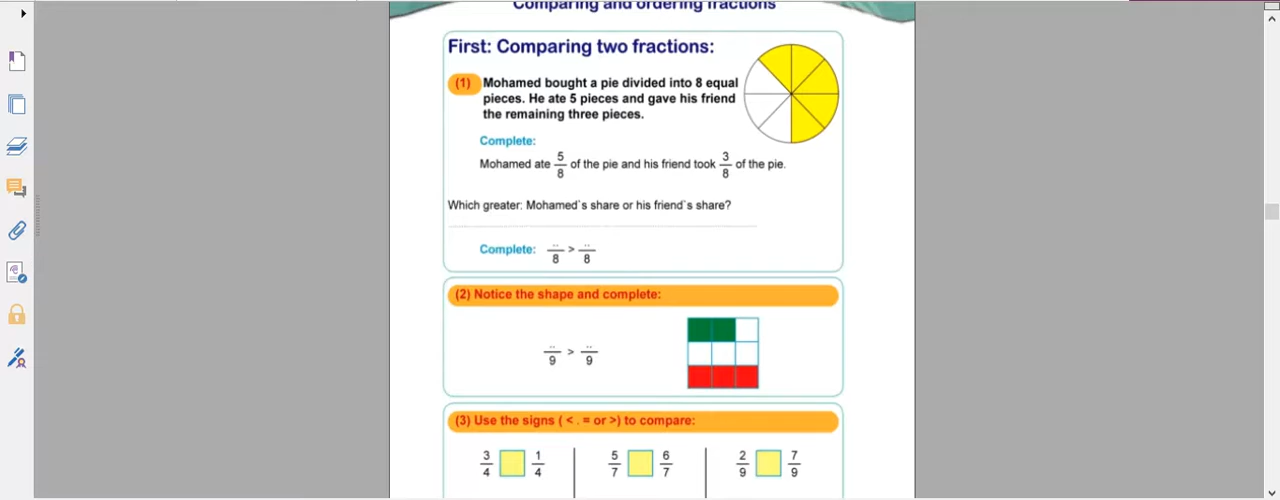 Comparing and ordering fractions
First: Comparing two fractions:
(1) Mohamed bought a pie divided into 8 equal
pieces. He ate 5 pieces and gave his friend
the remaining three pieces.
Complete:
Mohamed ate 5/8 of the pie and his friend took 3/8 of the pie.
Which greater: Mohamed`s share or his friend`s share?
Complete: ../8 > ../8
(2) Notice the shape and complete:
../9 > ../9
(3) Use the signs ( < . = or >) to compare:
3/4 1/4 5/7 6/7 2/9 7/9